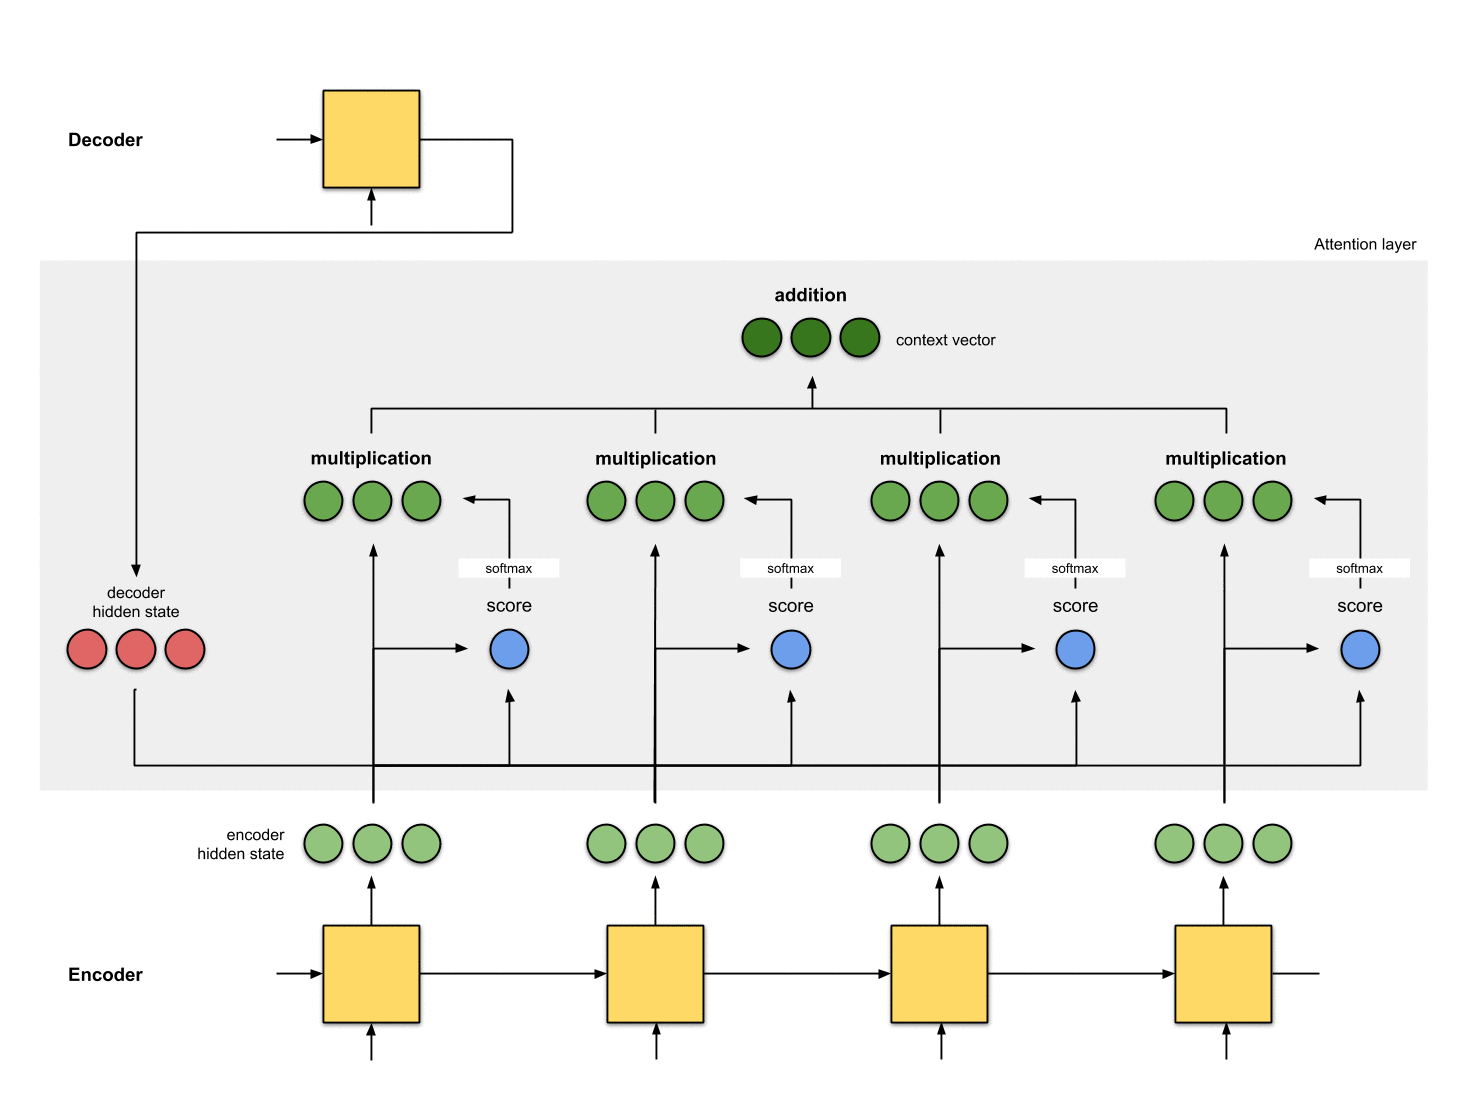 Decoder
Attention layer
addition
context vector
multiplication
multiplication
multiplication
multiplication
softmax
softmax
softmax
softmax
decoder
hidden state
score
score
score
score
encoder
hidden state
Encoder